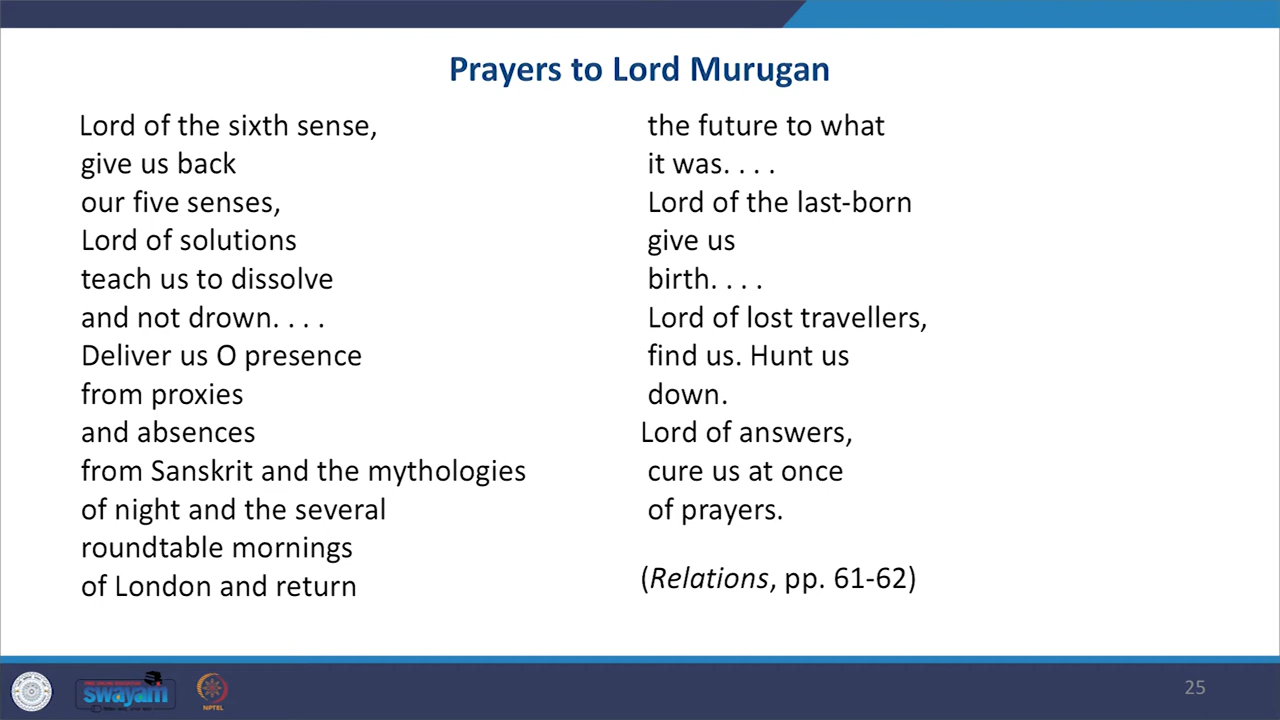 Prayers to Lord Murugan
Lord of the sixth sense,
give us back
our five senses,
Lord of solutions
teach us to dissolve
and not drown. . . .
Deliver us O presence
from proxies
and absences
from Sanskrit and the mythologies
of night and the several
roundtable mornings
of London and return
the future to what
it was. . . .
Lord of the last-born
give us
birth. . . .
Lord of lost travellers,
find us. Hunt us
down.
Lord of answers,
cure us at once
of prayers.
(Relations, pp. 61-62)
swayam
NPTEL
25